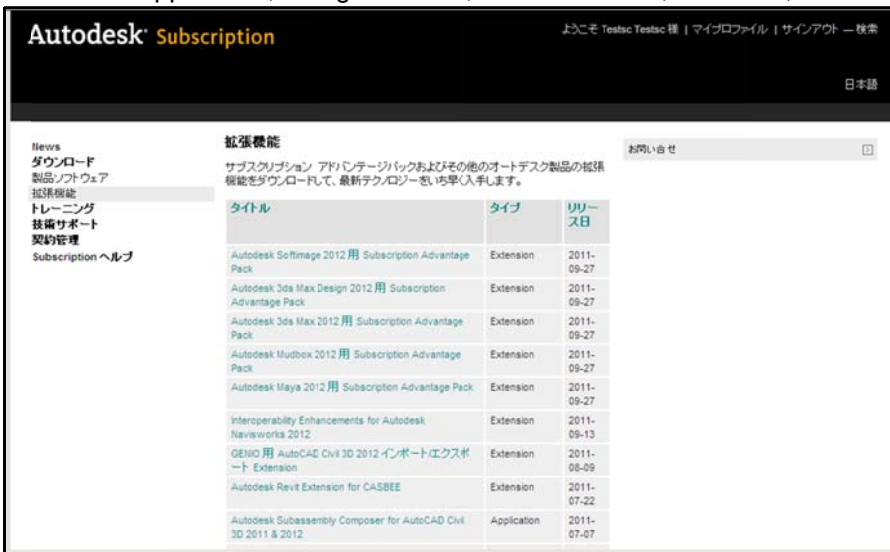 Autodesk Subscription
ようこそ Testsc Testsc 様 | マイプロファイル | サインアウト — 検索
日本語
News
ダウンロード
製品ソフトウェア
拡張機能
トレーニング
技術サポート
契約管理
Subscription ヘルプ
拡張機能
サブスクリプション アドバンテージパックおよびその他のオートデスク製品の拡張
機能をダウンロードして、最新テクノロジーをいち早く入手します。
タイトル タイプ リリー
ス日
Autodesk Softimage 2012 用 Subscription Advantage Extension 2011-
Pack 09-27
Autodesk 3ds Max Design 2012 用 Subscription Extension 2011-
Advantage Pack 09-27
Autodesk 3ds Max 2012 用 Subscription Advantage Extension 2011-
Pack 09-27
Autodesk Mudbox 2012 用 Subscription Advantage Extension 2011-
Pack 09-27
Autodesk Maya 2012 用 Subscription Advantage Pack Extension 2011-
09-27
Interoperability Enhancements for Autodesk Extension 2011-
Navisworks 2012 09-13
GENIO 用 AutoCAD Civil 3D 2012 インポート/エクスポ Extension 2011-
ート Extension 08-09
Autodesk Revit Extension for CASBEE Extension 2011-
07-22
Autodesk Subassembly Composer for AutoCAD Civil Application 2011-
3D 2011 & 2012 07-07
お問い合せ